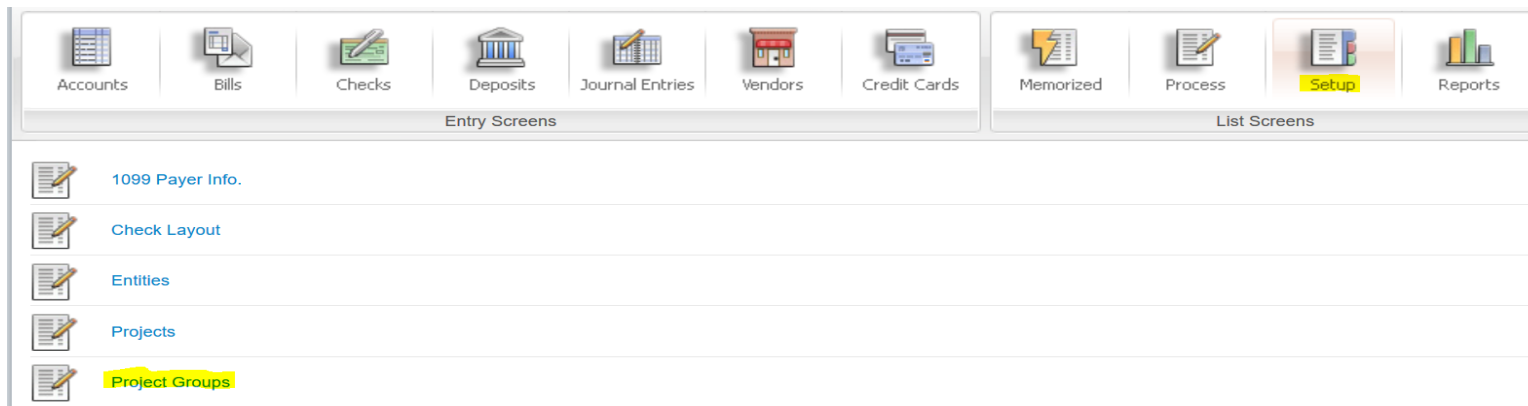 Accounts Bills Checks Deposits Journal Entries Vendors Credit Cards Memorized Process Setup Reports
Entry Screens List Screens
1099 Payer Info.
Check Layout
Entities
Projects
Project Groups